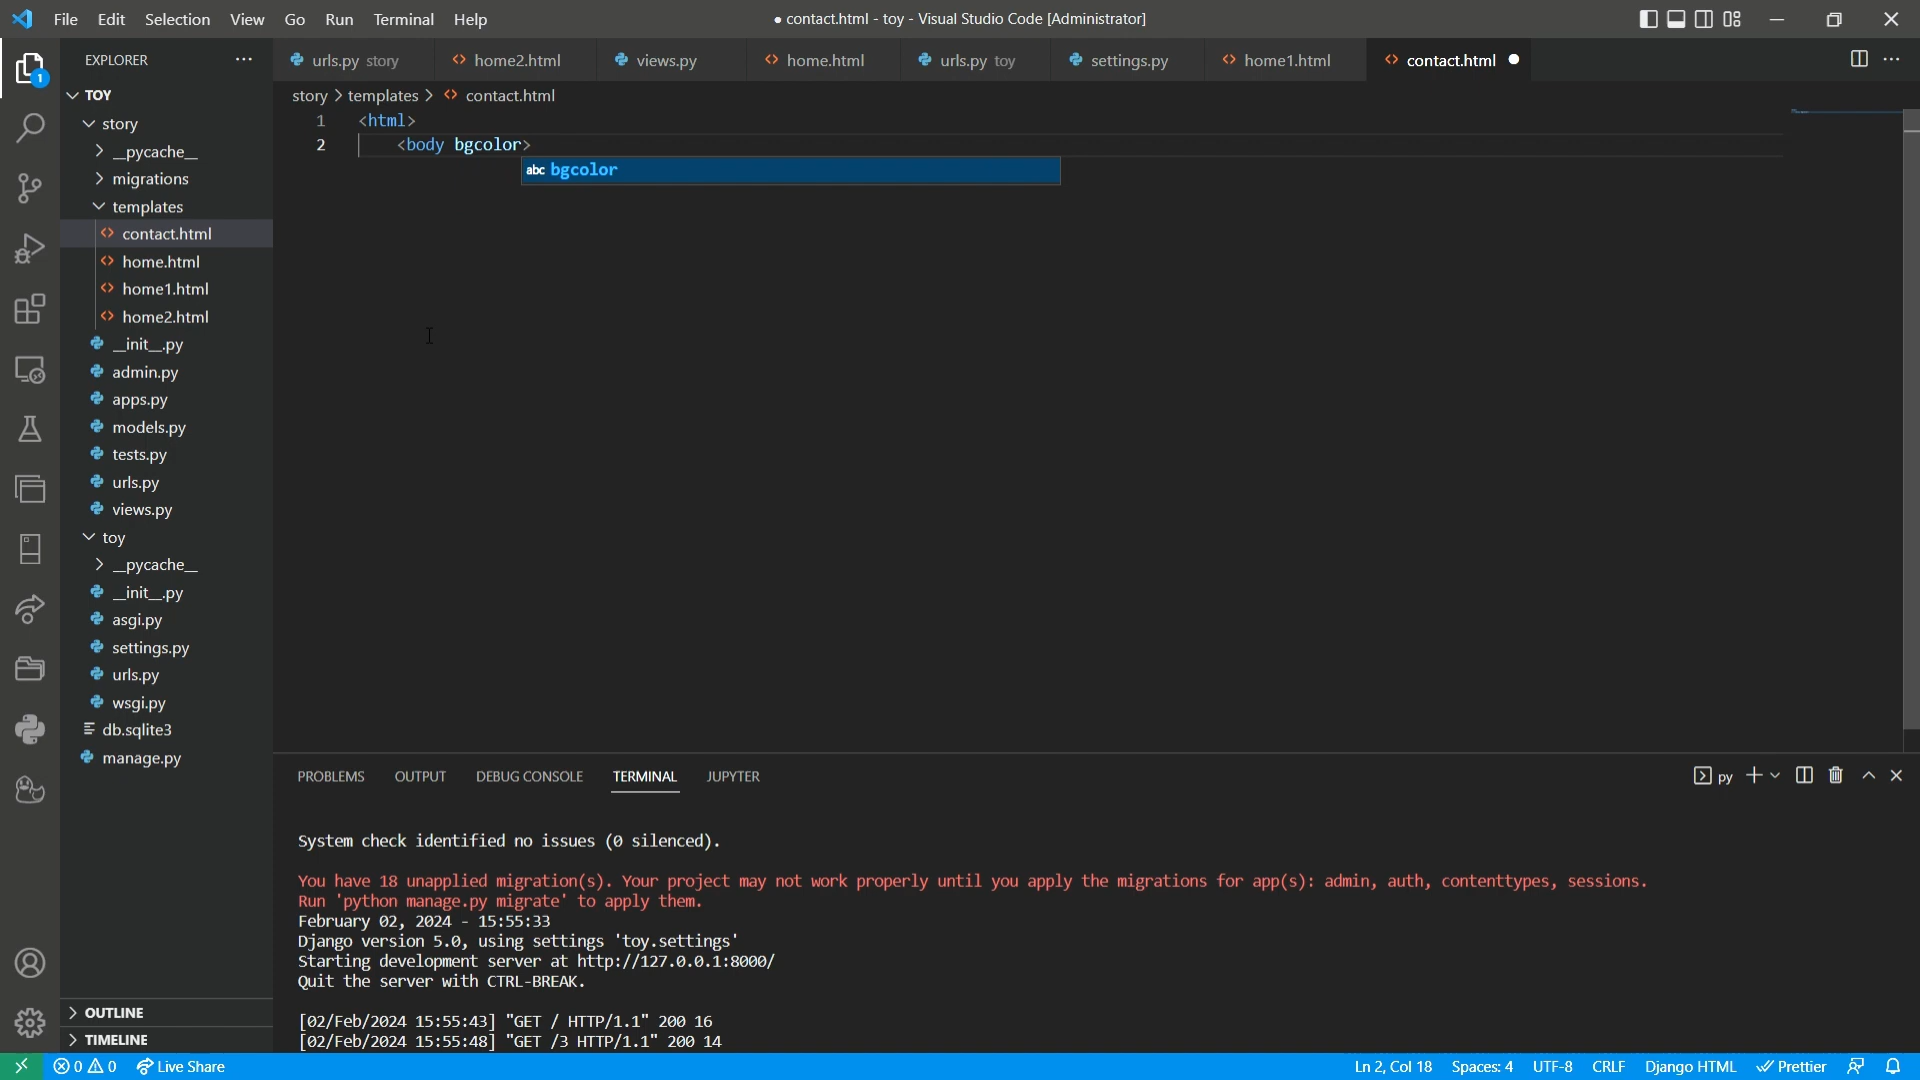 File Edit Selection View Go Run Terminal Help
● contact.html - toy - Visual Studio Code [Administrator]
1
EXPLORER
TOY
story
__pycache__
migrations
templates
contact.html
home.html
home1.html
home2.html
__init__.py
admin.py
apps.py
models.py
tests.py
urls.py
views.py
toy
__pycache__
__init__.py
asgi.py
settings.py
urls.py
wsgi.py
db.sqlite3
manage.py
OUTLINE
TIMELINE
urls.py story home2.html views.py home.html urls.py toy settings.py home1.html contact.html
story > templates > contact.html
1 <html>
2 <body bgcolor>
abc bgcolor
PROBLEMS OUTPUT DEBUG CONSOLE TERMINAL JUPYTER
py
System check identified no issues (0 silenced).
You have 18 unapplied migration(s). Your project may not work properly until you apply the migrations for app(s): admin, auth, contenttypes, sessions.
Run 'python manage.py migrate' to apply them.
February 02, 2024 - 15:55:33
Django version 5.0, using settings 'toy.settings'
Starting development server at http://127.0.0.1:8000/
Quit the server with CTRL-BREAK.
[02/Feb/2024 15:55:43] "GET / HTTP/1.1" 200 16
[02/Feb/2024 15:55:48] "GET /3 HTTP/1.1" 200 14
0 0 Live Share
Ln 2, Col 18 Spaces: 4 UTF-8 CRLF Django HTML Prettier